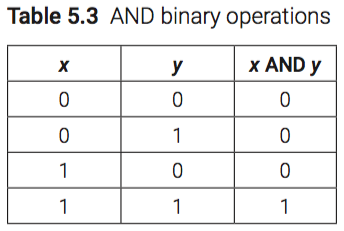 Table 5.3 AND binary operations
x y x AND y
0 0 0
0 1 0
1 0 0
1 1 1